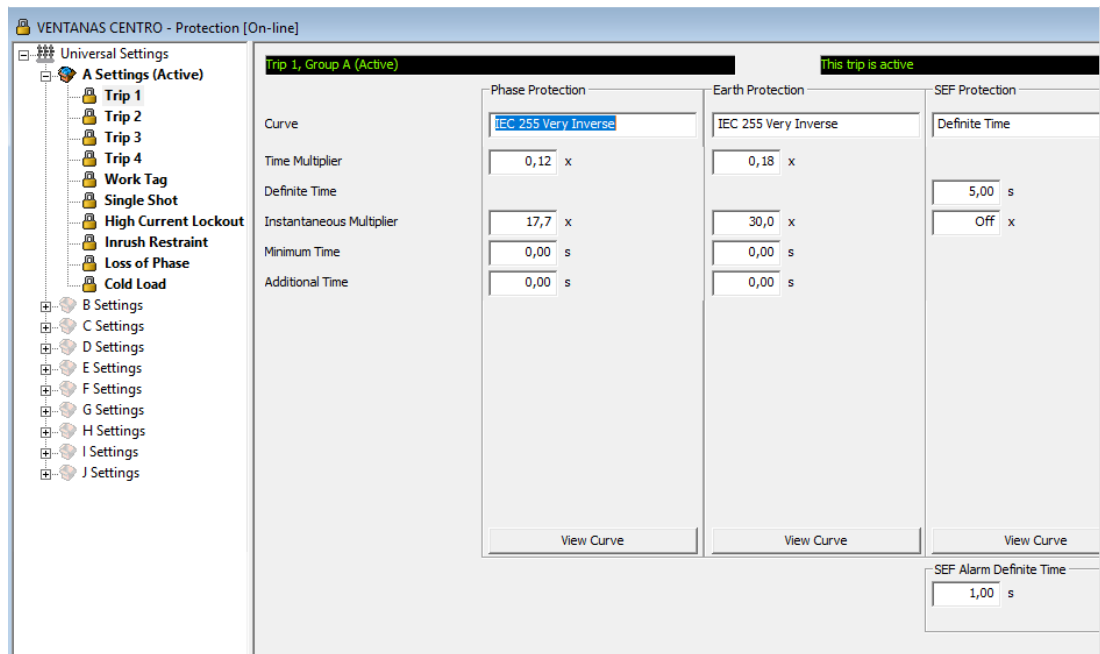 VENTANAS CENTRO - Protection [On-line]
Universal Settings
A Settings (Active)
Trip 1
Trip 2
Trip 3
Trip 4
Work Tag
Single Shot
High Current Lockout
Inrush Restraint
Loss of Phase
Cold Load
B Settings
C Settings
D Settings
E Settings
F Settings
G Settings
H Settings
I Settings
J Settings
Trip 1, Group A (Active) This trip is active
Phase Protection Earth Protection SEF Protection
Curve IEC 255 Very Inverse IEC 255 Very Inverse Definite Time
Time Multiplier 0,12 x 0,18 x
Definite Time 5,00 s
Instantaneous Multiplier 17,7 x 30,0 x Off x
Minimum Time 0,00 s 0,00 s
Additional Time 0,00 s 0,00 s
View Curve View Curve View Curve
SEF Alarm Definite Time
1,00 s